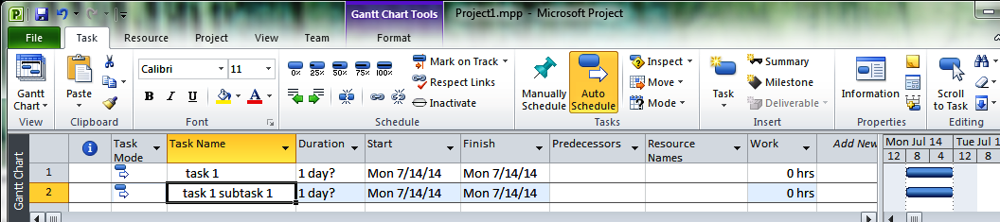 Gantt Chart Tools
Project1.mpp - Microsoft Project
File Task Resource Project View Team Format
Calibri 11
0% 25% 50% 75% 100%
Mark on Track
Respect Links
Inactivate
Gantt Chart
Paste
B I U A
Manually Schedule
Auto Schedule
Inspect
Move
Mode
Task
Summary
Milestone
Deliverable
Information
Scroll to Task
View Clipboard Font Schedule Tasks Insert Properties Editing
Gantt Chart
i Task Mode Task Name Duration Start Finish Predecessors Resource Names Work Add New
Mon Jul 14 Tue Jul 1
12 8 4 12 8
1 task 1 1 day? Mon 7/14/14 Mon 7/14/14 0 hrs
2 task 1 subtask 1 1 day? Mon 7/14/14 Mon 7/14/14 0 hrs